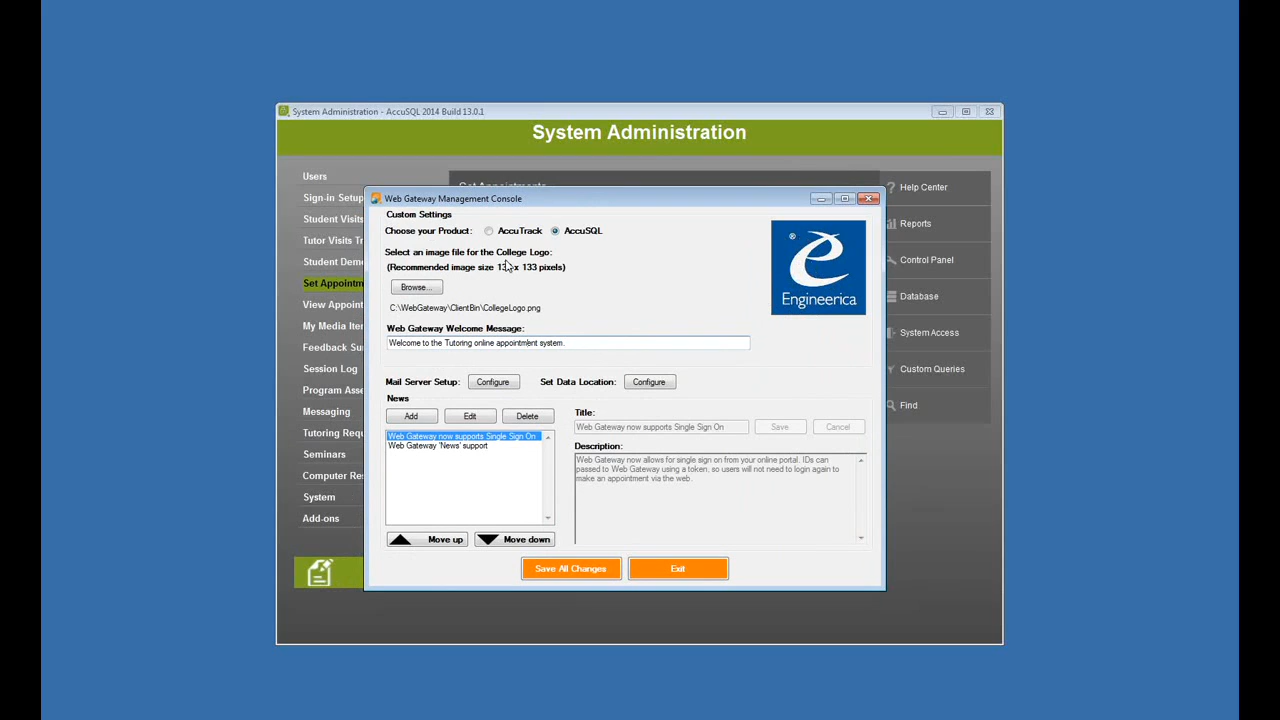 System Administration - AccuSQL 2014 Build 13.0.1
System Administration
Users
Sign-in Setup
Student Visits
Tutor Visits Tr
Student Dem
Set Appointm
View Appoint
My Media Ite
Feedback Su
Session Log
Program Asse
Messaging
Tutoring Requ
Seminars
Computer Res
System
Add-ons
Set Appointments
Help Center
Reports
Control Panel
Database
System Access
Custom Queries
Find
Web Gateway Management Console
Custom Settings
Choose your Product: AccuTrack AccuSQL
Select an image file for the College Logo:
(Recommended image size x 133 pixels)
Browse...
C:\WebGateway\ClientBin\CollegeLogo.png
Web Gateway Welcome Message:
Welcome to the Tutoring online appointment system.
e ®
Engineerica
Mail Server Setup: Configure Set Data Location: Configure
News
Add Edit Delete
Web Gateway now supports Single Sign On
Web Gateway 'News' support
Move up Move down
Title:
Web Gateway now supports Single Sign On Save Cancel
Description:
Web Gateway now allows for single sign on from your online portal. IDs can
passed to Web Gateway using a token, so users will not need to login again to
make an appointment via the web.
Save All Changes Exit